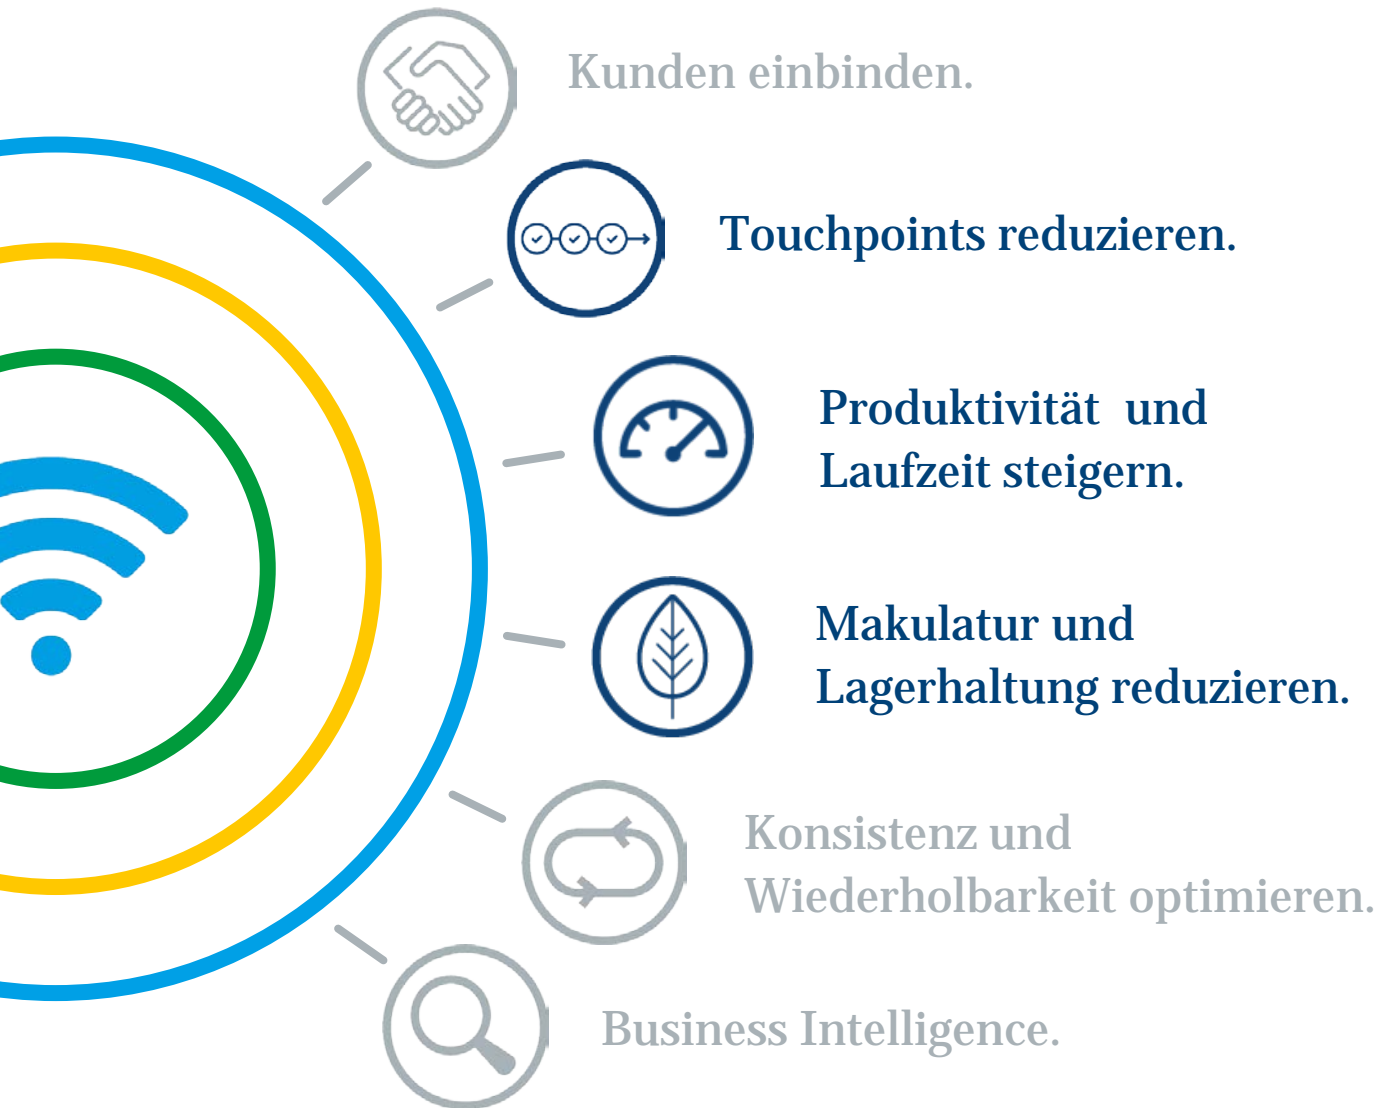 Kunden einbinden.
Touchpoints reduzieren.
Produktivität und
Laufzeit steigern.
Makulatur und
Lagerhaltung reduzieren.
Konsistenz und
Wiederholbarkeit optimieren.
Business Intelligence.